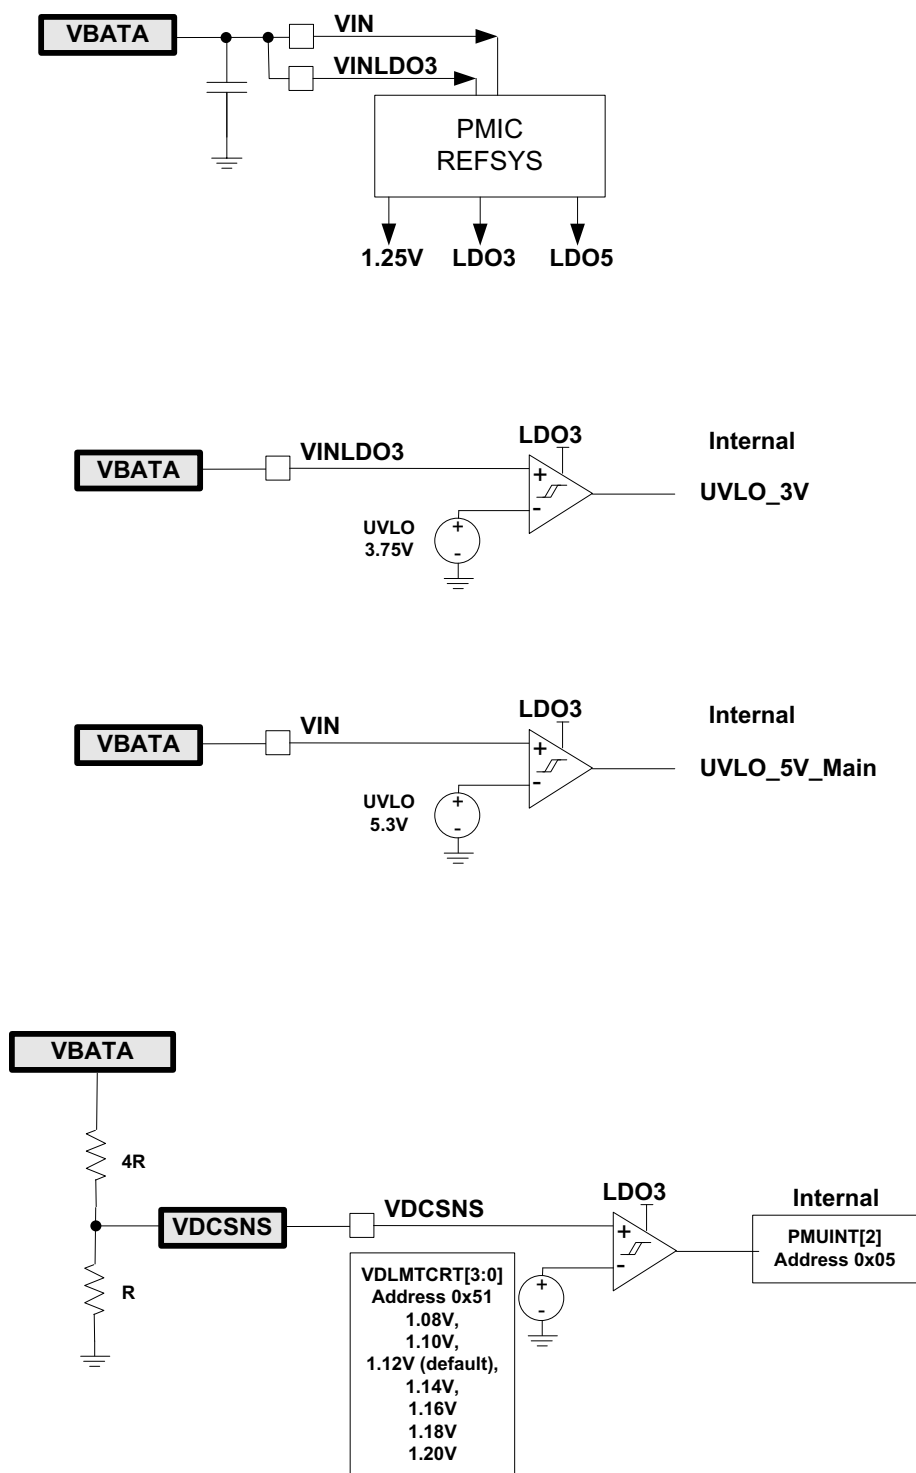 VBATA
VIN
VINLDO3
PMIC
REFSYS
1.25V LDO3 LDO5
LDO3
Internal
VBATA
VINLDO3
+
-
UVLO_3V
UVLO
3.75V
+
-
LDO3
Internal
VBATA
VIN
+
-
UVLO_5V_Main
UVLO
5.3V
+
-
VBATA
4R
R
VDCSNS
VDCSNS
LDO3
+
-
+
-
Internal
PMUINT[2]
Address 0x05
VDLMTCRT[3:0]
Address 0x51
1.08V,
1.10V,
1.12V (default),
1.14V,
1.16V
1.18V
1.20V